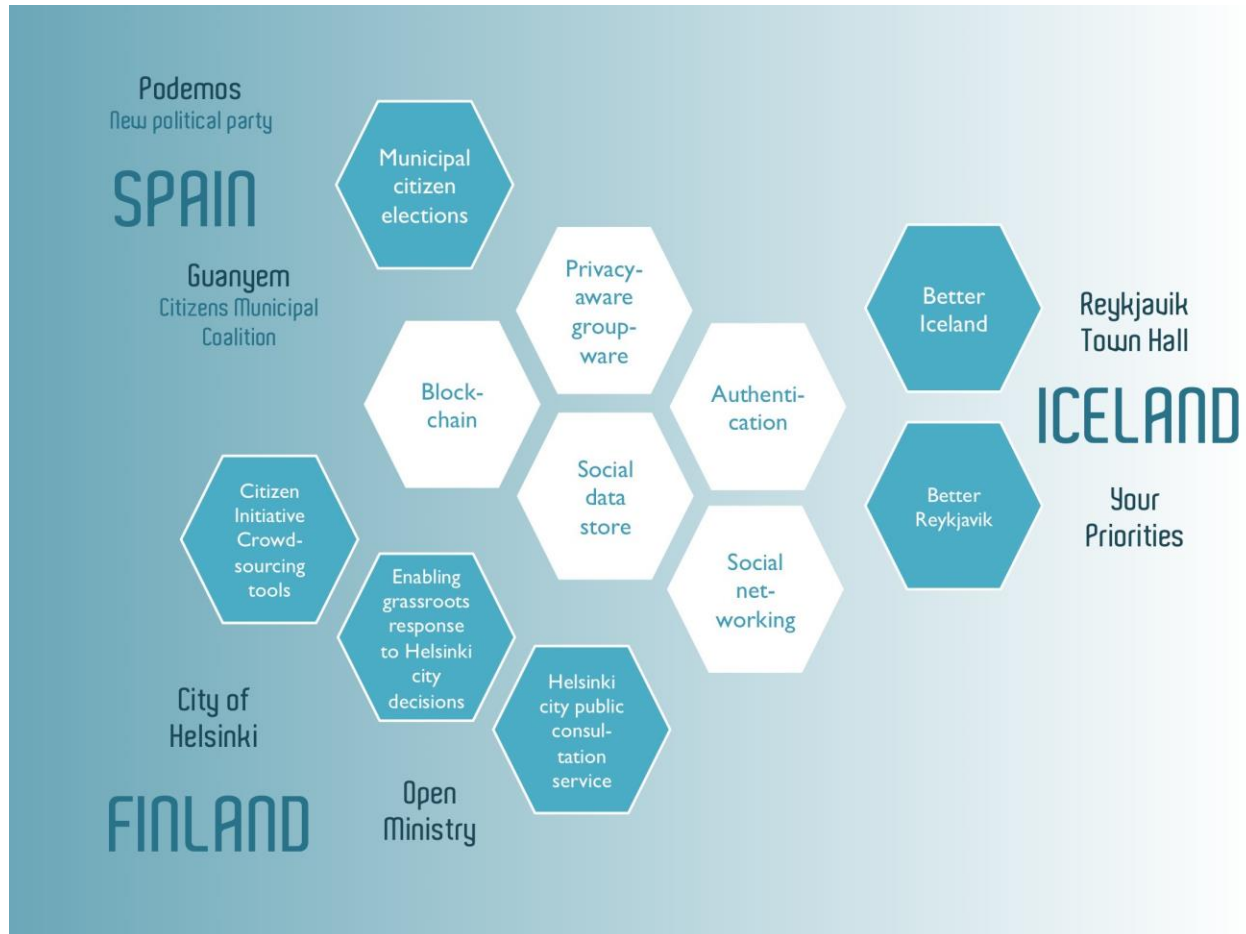 Podemos
New political party
SPAIN
Guanyem
Citizens Municipal
Coalition
Municipal
citizen
elections
Privacy-
aware
group-
ware
Block-
chain
Authenti-
cation
Social
data
store
Social
net-
working
Better
Iceland
Better
Reykjavik
Reykjavik
Town Hall
ICELAND
Your
Priorities
Citizen
Initiative
Crowd-
sourcing
tools
Enabling
grassroots
response
to Helsinki
city
decisions
Helsinki
city public
consul-
tation
service
City of
Helsinki
FINLAND
Open
Ministry